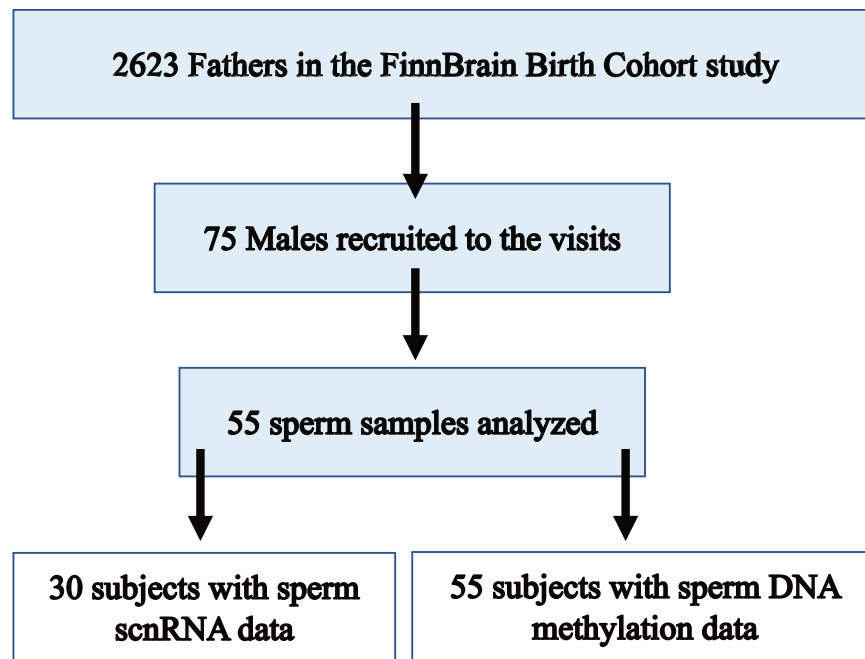 2623 Fathers in the FinnBrain Birth Cohort study
75 Males recruited to the visits
55 sperm samples analyzed
30 subjects with sperm
scnRNA data
55 subjects with sperm DNA
methylation data